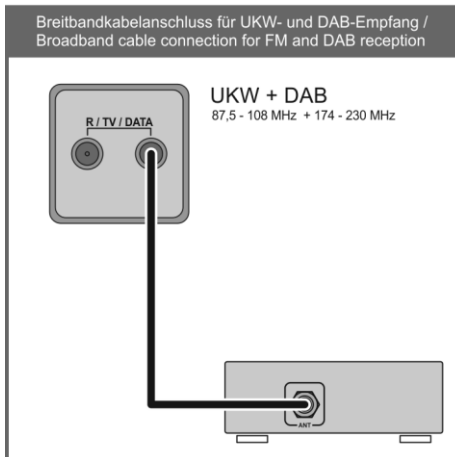 Breitbandkabelanschluss für UKW- und DAB-Empfang /
Broadband cable connection for FM and DAB reception
UKW + DAB
87,5 - 108 MHz + 174 - 230 MHz
R / TV / DATA
ANT